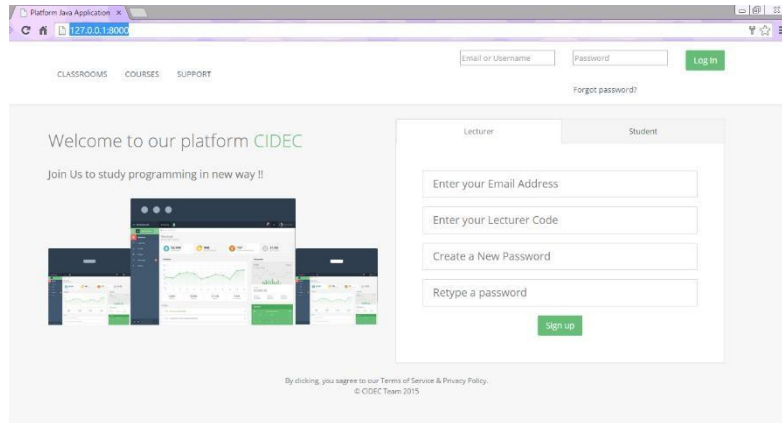 Platform Java Application
127.0.0.1:8000
Email or Username
Password
Log In
CLASSROOMS COURSES SUPPORT
Forgot password?
Welcome to our platform CIDEC
Join Us to study programming in new way !!
Lecturer
Student
Enter your Email Address
Enter your Lecturer Code
Create a New Password
Retype a password
Sign up
By clicking, you sagree to our Terms of Service & Privacy Policy.
© CIDEC Team 2015